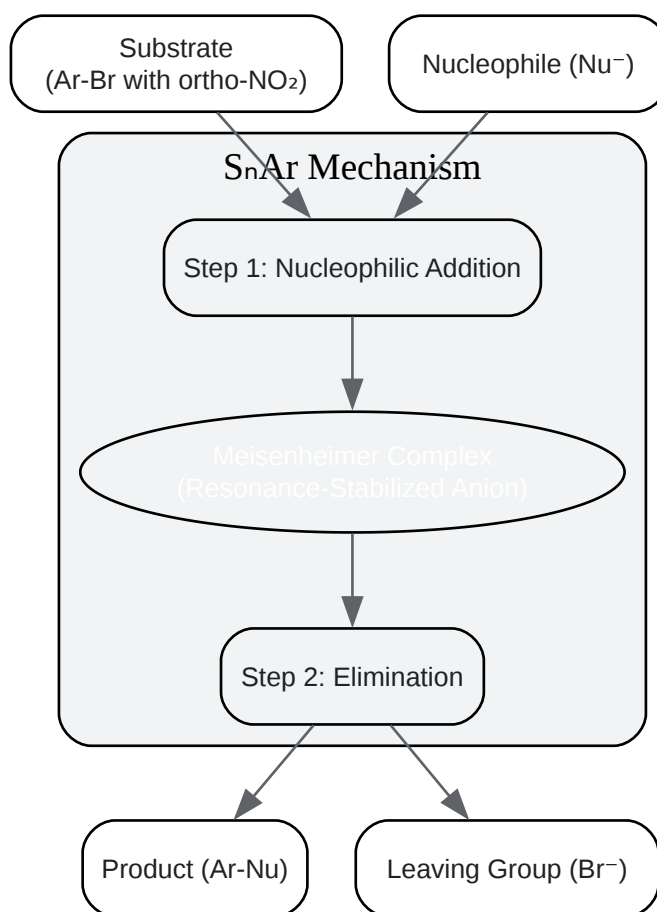 Substrate
(Ar-Br with ortho-NO₂)
Nucleophile (Nu⁻)
SₙAr Mechanism
Step 1: Nucleophilic Addition
Meisenheimer Complex
(Resonance-Stabilized Anion)
Step 2: Elimination
Product (Ar-Nu)
Leaving Group (Br⁻)